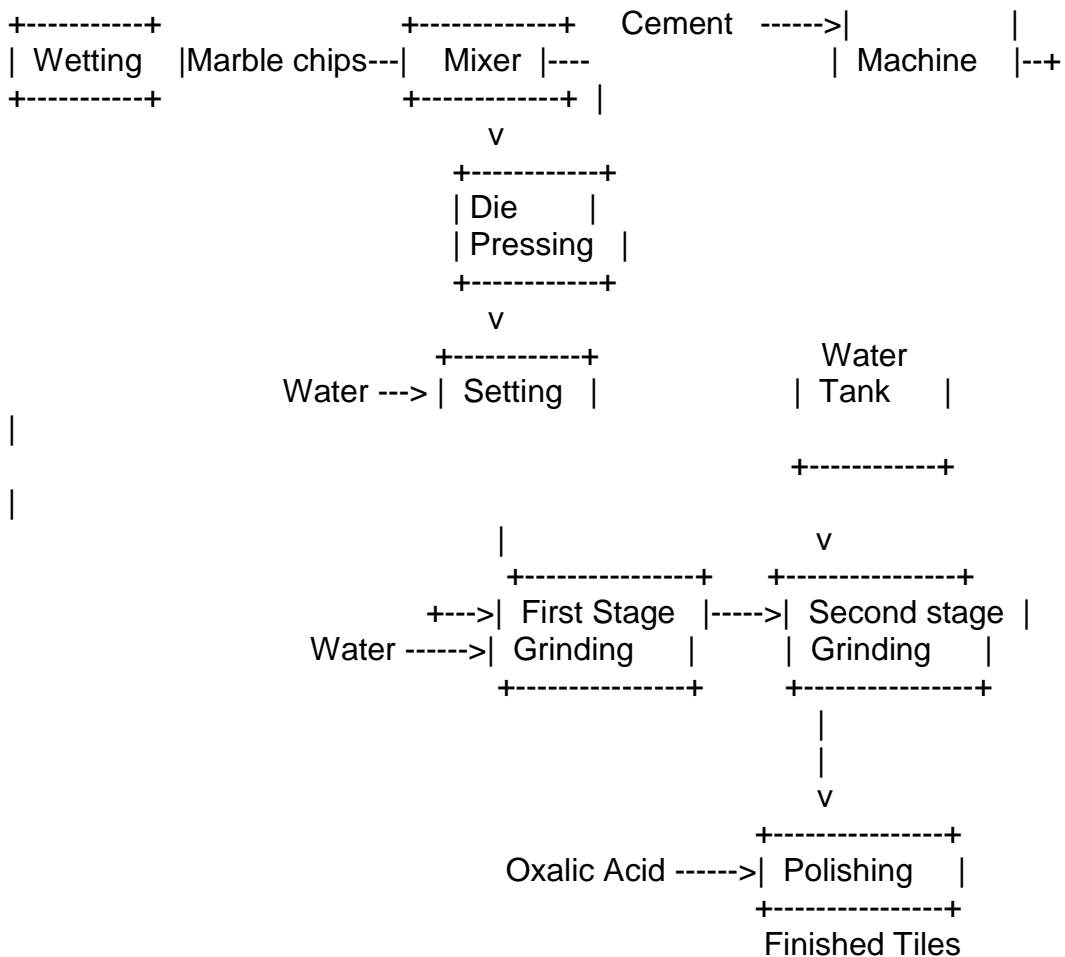 +-----------+ +------------+ Cement ------>| |
| Wetting |Marble chips---| Mixer |---- | Machine |--+
+-----------+ +------------+ |
v
+------------+
| Die |
| Pressing |
+------------+
v
+-----------+ Water
Water ---> | Setting | | Tank |
|
+------------+
|
| v
+----------------+ +-----------------+
+--->| First Stage |----->| Second stage |
Water ------>| Grinding | | Grinding |
+----------------+ +-----------------+
|
|
v
+----------------+
Oxalic Acid ------>| Polishing |
+----------------+
Finished Tiles